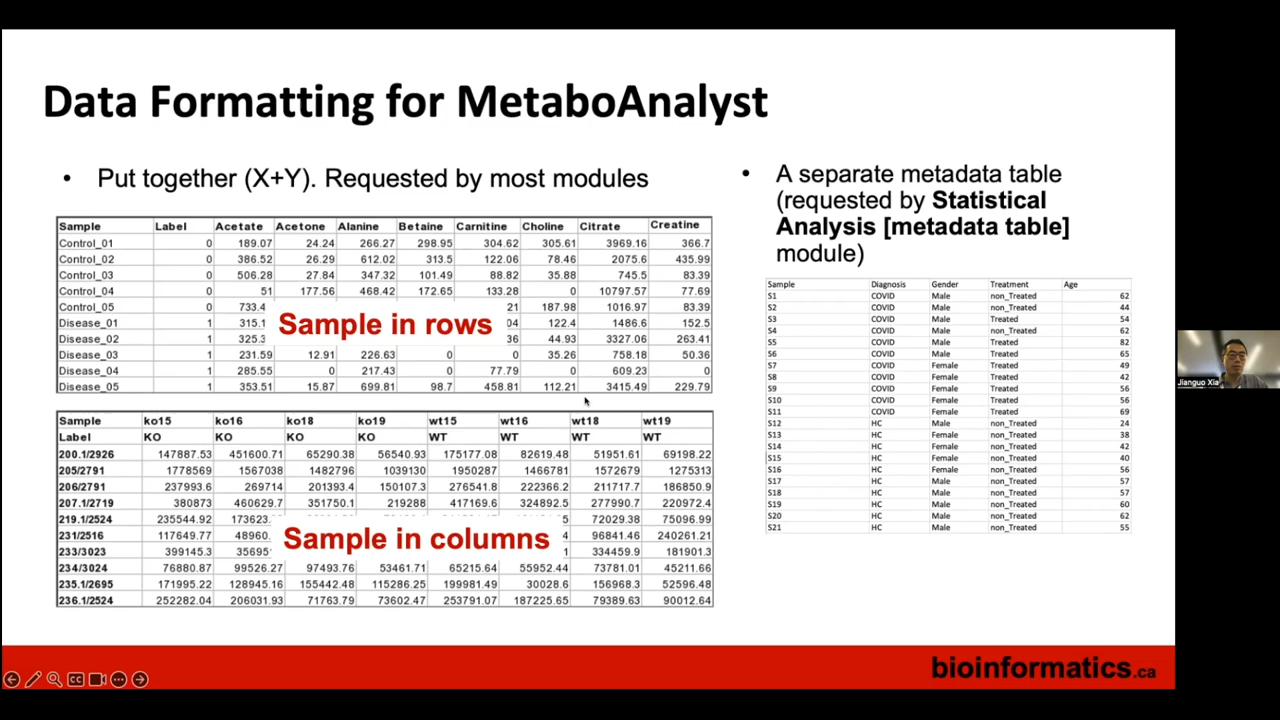 Data Formatting for MetaboAnalyst
• Put together (X+Y). Requested by most modules
Sample Label Acetate Acetone Alanine Betaine Carnitine Choline Citrate Creatine
Control_01 0 189.07 24.24 266.27 298.95 304.62 305.61 3969.16 366.7
Control_02 0 386.52 26.29 612.02 313.5 122.06 78.46 2075.6 435.99
Control_03 0 506.28 27.84 347.32 101.49 88.82 35.88 745.5 83.39
Control_04 0 51 177.56 468.42 172.65 133.28 0 10797.57 77.69
Control_05 0 733.4 21 187.98 1016.97 83.39
Disease_01 1 315.1 04 122.4 1486.6 152.5
Disease_02 1 325.3 36 44.93 3327.06 263.41
Disease_03 1 231.59 12.91 226.63 0 0 35.26 758.18 50.36
Disease_04 1 285.55 0 217.43 0 77.79 0 609.23 0
Disease_05 1 353.51 15.87 699.81 98.7 458.81 112.21 3415.49 229.79
Sample in rows
Sample ko15 ko16 ko18 ko19 wt15 wt16 wt18 wt19
Label KO KO KO KO WT WT WT WT
200.1/2926 147887.53 451600.71 65290.38 56540.93 175177.08 82619.48 51951.61 69198.22
205/2791 1778569 1567038 1482796 1039130 1950287 1466781 1572679 1275313
206/2791 237993.6 269714 201393.4 150107.3 276541.8 222366.2 211717.7 186850.9
207.1/2719 380873 460629.7 351750.1 219288 417169.6 324892.5 277990.7 220972.4
219.1/2524 235544.92 173623. 5 72029.38 75096.99
231/2516 117649.77 48960. 4 96841.46 240261.21
233/3023 399145.3 35695 1 334459.9 181901.3
234/3024 76880.87 99526.27 97493.76 53461.71 65215.64 55952.44 73781.01 45211.66
235.1/2695 171995.22 128945.16 155442.48 115286.25 199981.49 30028.6 156968.3 52596.48
236.1/2524 252282.04 206031.93 71763.79 73602.47 253791.07 187225.65 79389.63 90012.64
Sample in columns
• A separate metadata table
(requested by Statistical
Analysis [metadata table]
module)
Sample Diagnosis Gender Treatment Age
S1 COVID Male non_Treated 62
S2 COVID Male non_Treated 44
S3 COVID Male Treated 54
S4 COVID Male non_Treated 62
S5 COVID Male Treated 82
S6 COVID Male Treated 65
S7 COVID Female Treated 49
S8 COVID Female Treated 42
S9 COVID Female Treated 56
S10 COVID Female Treated 56
S11 COVID Female Treated 69
S12 HC Male non_Treated 24
S13 HC Female non_Treated 38
S14 HC Female non_Treated 42
S15 HC Female non_Treated 40
S16 HC Female non_Treated 56
S17 HC Male non_Treated 57
S18 HC Male non_Treated 57
S19 HC Male non_Treated 60
S20 HC Male non_Treated 62
S21 HC Male non_Treated 55
Jianguo Xia
CC
bioinformatics.ca